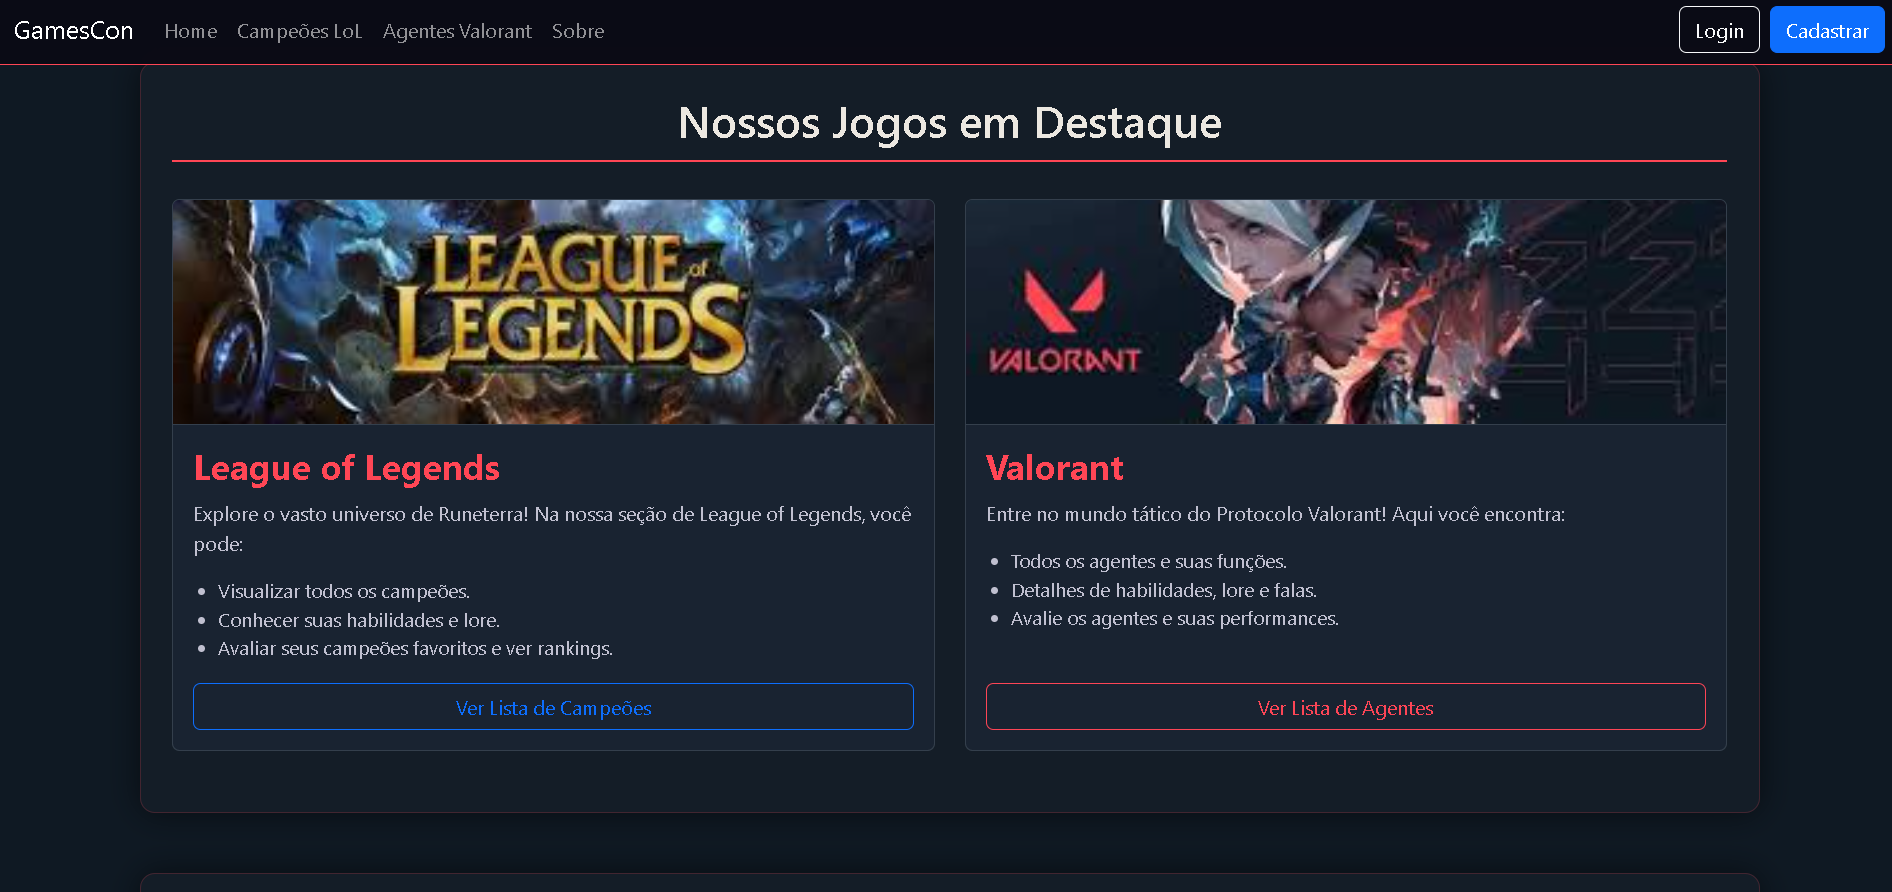 GamesCon
Home
Campeões LoL
Agentes Valorant
Sobre
Login
Cadastrar
Nossos Jogos em Destaque
LEAGUE of
LEGENDS
VALORANT
League of Legends
Explore o vasto universo de Runeterra! Na nossa seção de League of Legends, você
pode:
• Visualizar todos os campeões.
• Conhecer suas habilidades e lore.
• Avaliar seus campeões favoritos e ver rankings.
Ver Lista de Campeões
Valorant
Entre no mundo tático do Protocolo Valorant! Aqui você encontra:
• Todos os agentes e suas funções.
• Detalhes de habilidades, lore e falas.
• Avalie os agentes e suas performances.
Ver Lista de Agentes